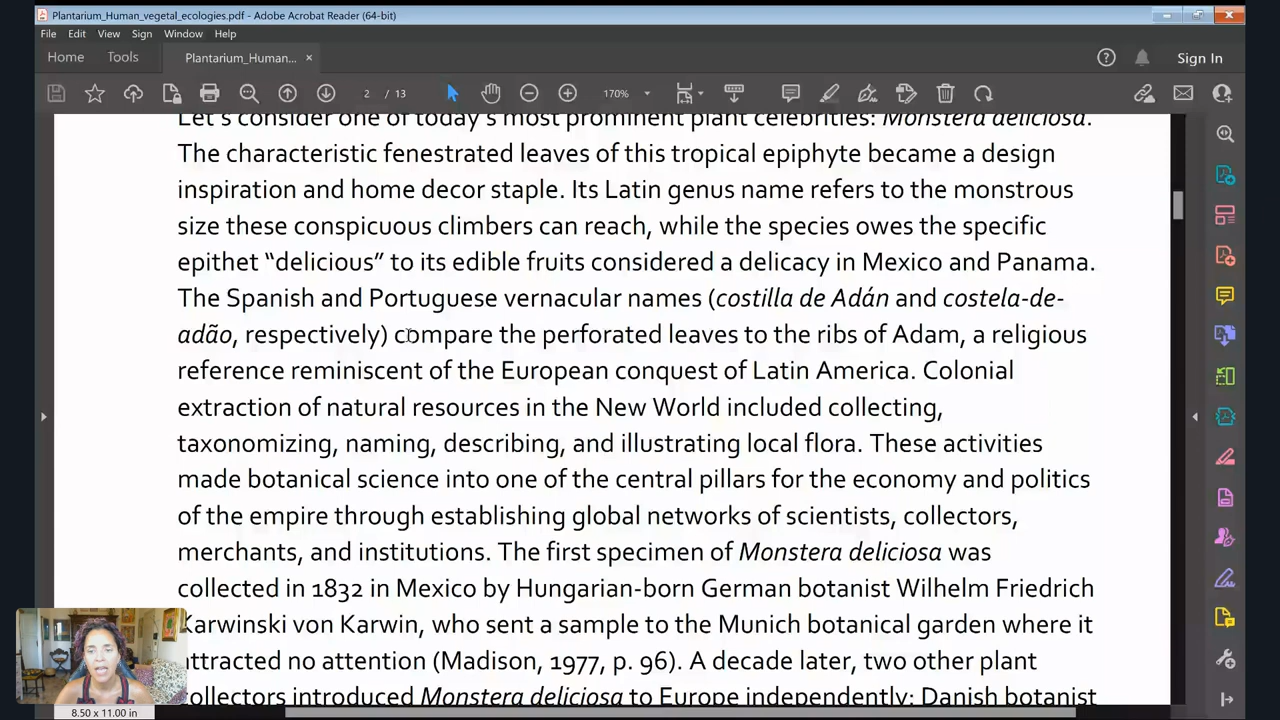 Plantarium_Human_vegetal_ecologies.pdf - Adobe Acrobat Reader (64-bit)
File Edit View Sign Window Help
Home Tools Plantarium_Human... × Sign In
2 / 13 170%
Let's consider one of today's most prominent plant celebrities: Monstera deliciosa.
The characteristic fenestrated leaves of this tropical epiphyte became a design
inspiration and home decor staple. Its Latin genus name refers to the monstrous
size these conspicuous climbers can reach, while the species owes the specific
epithet “delicious” to its edible fruits considered a delicacy in Mexico and Panama.
The Spanish and Portuguese vernacular names (costilla de Adán and costela-de-
adão, respectively) compare the perforated leaves to the ribs of Adam, a religious
reference reminiscent of the European conquest of Latin America. Colonial
extraction of natural resources in the New World included collecting,
taxonomizing, naming, describing, and illustrating local flora. These activities
made botanical science into one of the central pillars for the economy and politics
of the empire through establishing global networks of scientists, collectors,
merchants, and institutions. The first specimen of Monstera deliciosa was
collected in 1832 in Mexico by Hungarian-born German botanist Wilhelm Friedrich
Karwinski von Karwin, who sent a sample to the Munich botanical garden where it
attracted no attention (Madison, 1977, p. 96). A decade later, two other plant
collectors introduced Monstera deliciosa to Europe independently: Danish botanist
8.50 x 11.00 in